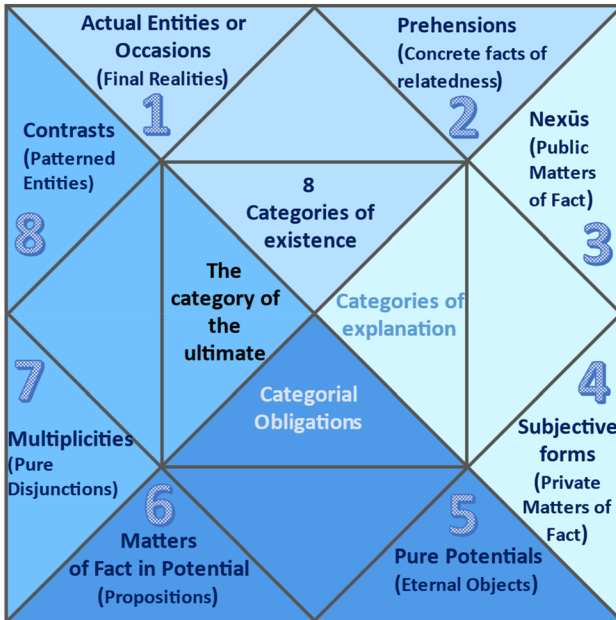 Actual Entities or
Occasions
(Final Realities)
1
Prehensions
(Concrete facts of
relatedness)
2
Nexūs
(Public
Matters
of Fact)
3
Contrasts
(Patterned
Entities)
8
8
Categories of
existence
The
category of
the
ultimate
Categories of
explanation
Categorial
Obligations
7
Multiplicities
(Pure
Disjunctions)
4
Subjective
forms
(Private
Matters of
Fact)
6
Matters
of Fact in Potential
(Propositions)
5
Pure Potentials
(Eternal Objects)